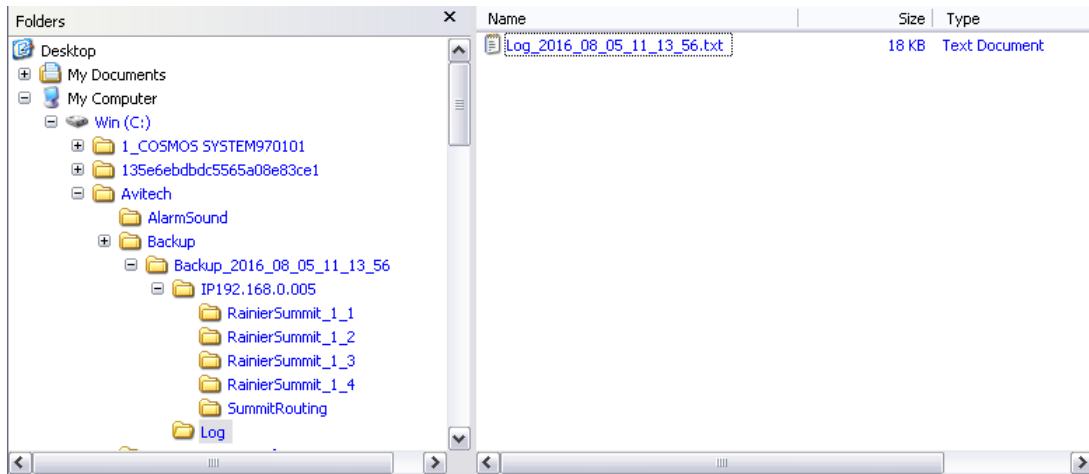 Folders
Desktop
My Documents
My Computer
Win (C:)
1_COSMOS SYSTEM970101
135e6ebdbdc5565a08e83ce1
Avitech
AlarmSound
Backup
Backup_2016_08_05_11_13_56
IP192.168.0.005
RainierSummit_1_1
RainierSummit_1_2
RainierSummit_1_3
RainierSummit_1_4
SummitRouting
Log
Name Size Type
Log_2016_08_05_11_13_56.txt 18 KB Text Document